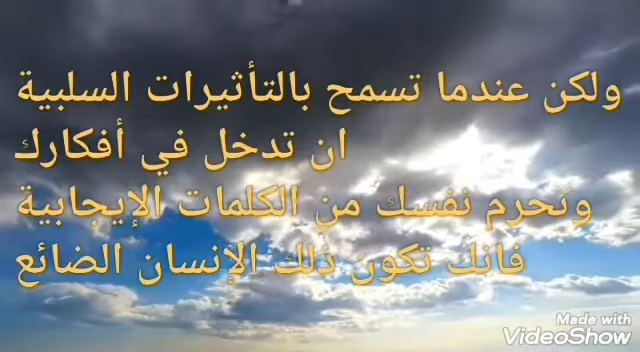 ولكن عندما تسمح بالتأثيرات السلبية
ان تدخل في أفكارك
وتحرم نفسك من الكلمات الإيجابية
فانك تكون ذلك الإنسان الضائع
Made with
VideoShow